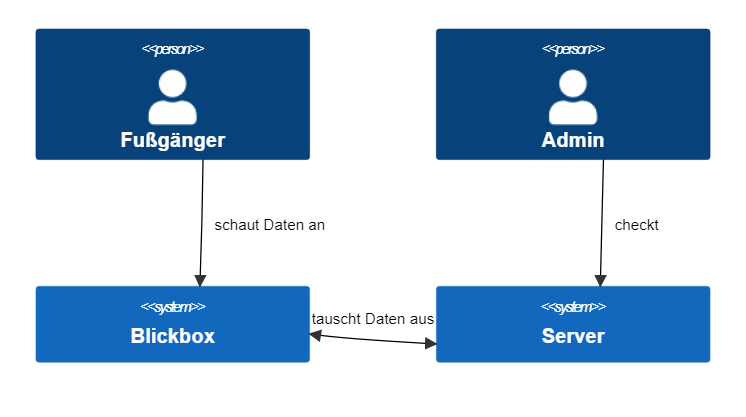 <<person>>
Fußgänger
<<person>>
Admin
schaut Daten an
checkt
<<system>>
Blickbox
tauscht Daten aus
<<system>>
Server